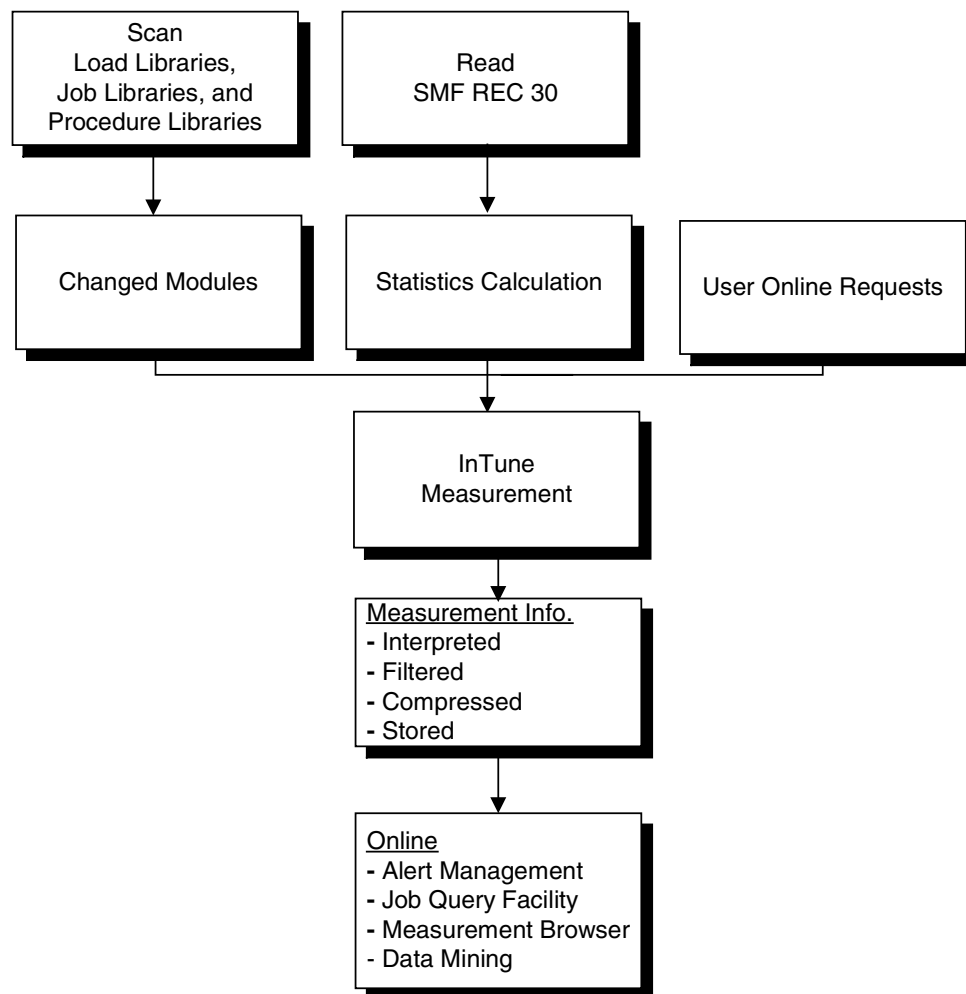 Scan
Load Libraries,
Job Libraries, and
Procedure Libraries
Read
SMF REC 30
Changed Modules
Statistics Calculation
User Online Requests
InTune
Measurement
Measurement Info.
- Interpreted
- Filtered
- Compressed
- Stored
Online
- Alert Management
- Job Query Facility
- Measurement Browser
- Data Mining